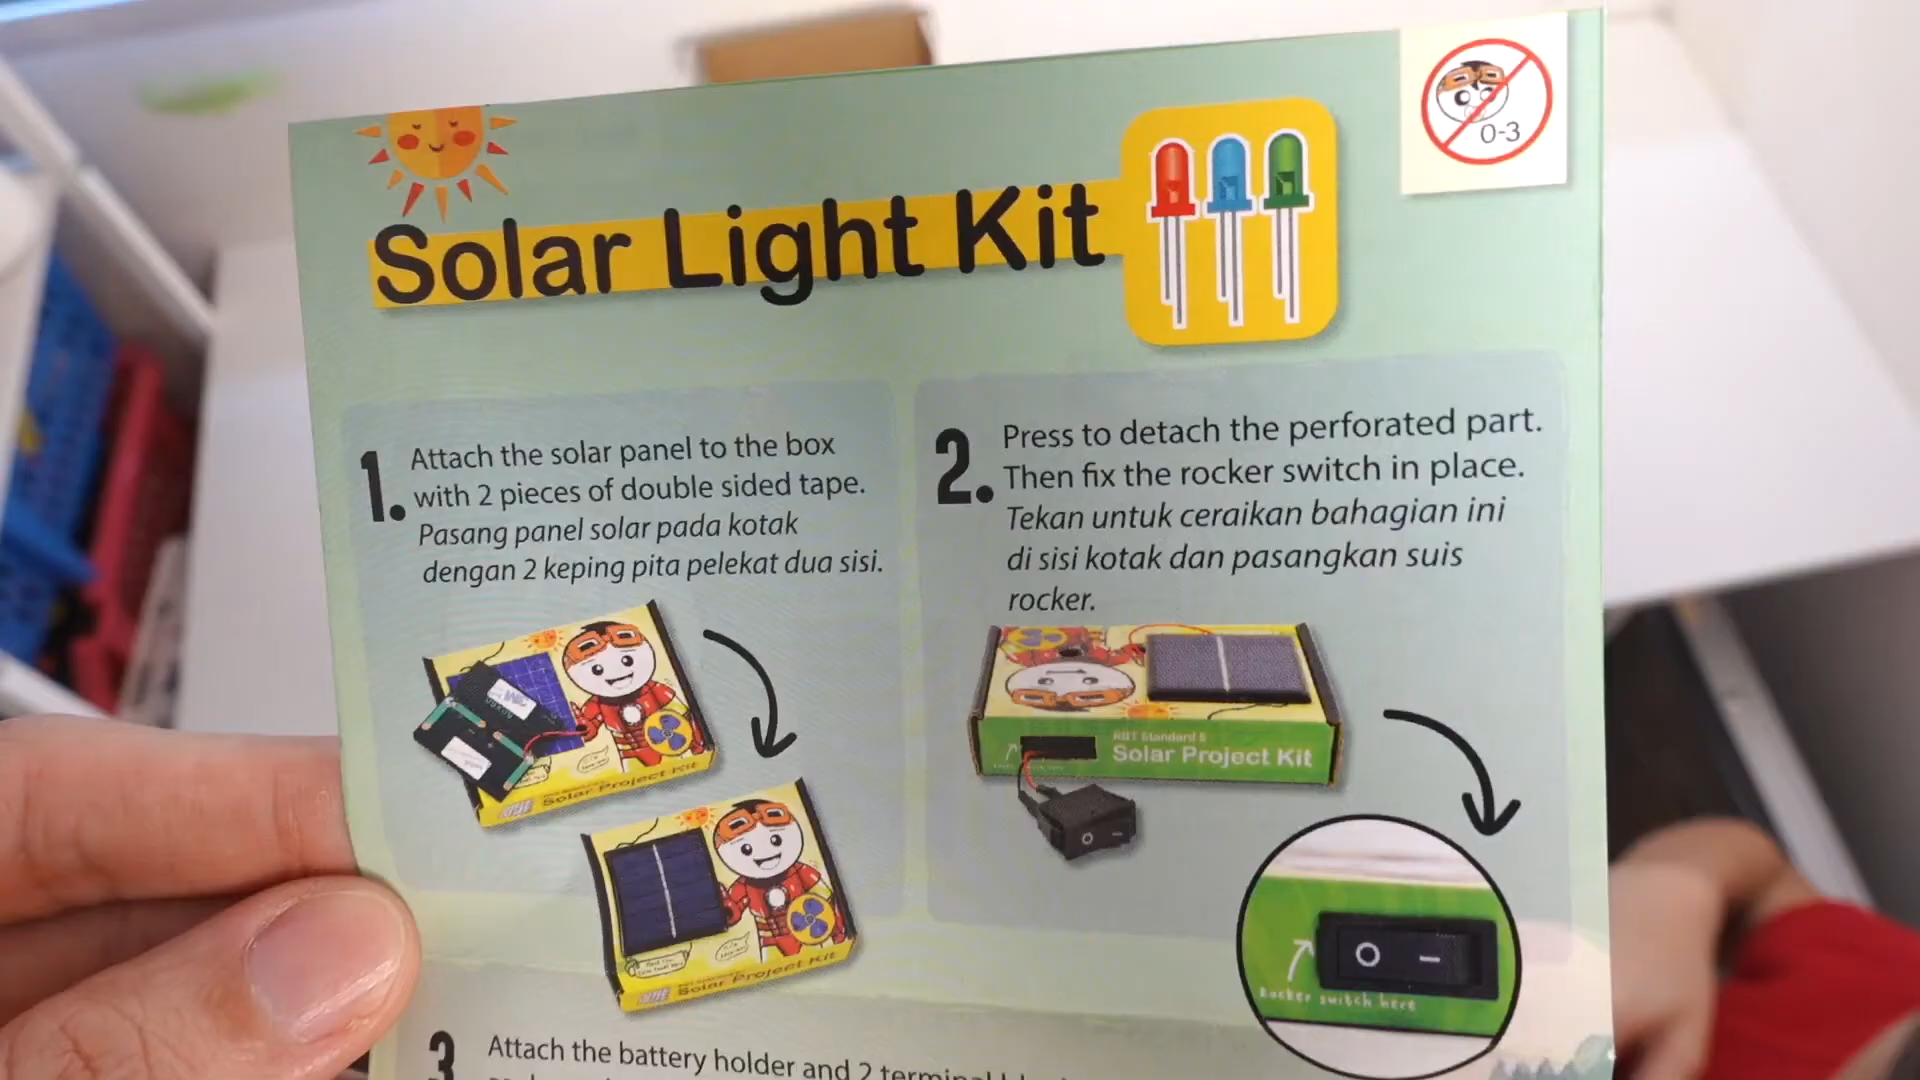 0-3
Solar Light Kit
1.
Attach the solar panel to the box
with 2 pieces of double sided tape.
Pasang panel solar pada kotak
dengan 2 keping pita pelekat dua sisi.
Solar Project Kit
Solar Project Kit
2.
Press to detach the perforated part.
Then fix the rocker switch in place.
Tekan untuk ceraikan bahagian ini
di sisi kotak dan pasangkan suis
rocker.
RBT Standard 5
Solar Project Kit
Rocker switch here
3
Attach the battery holder and 2